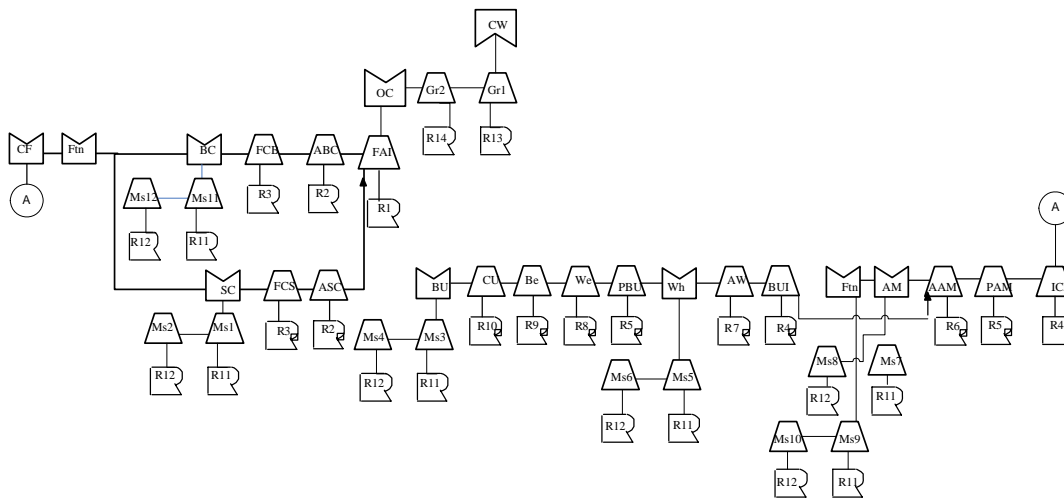 CW
OC
Gr2
Gr1
R14
R13
CF
Ftn
BC
FCB
ABC
FAI
A
Ms12
Ms11
R3
R2
R1
R12
R11
A
SC
FCS
ASC
BU
CU
Be
We
PBU
Wh
AW
BUI
Ftn
AM
AAM
PAM
IC
Ms2
Ms1
R3
R2
Ms4
Ms3
R10
R9
R8
R5
R7
R4
R6
R5
R4
R12
R11
R12
R11
Ms6
Ms5
Ms8
Ms7
R12
R11
R12
R11
Ms10
Ms9
R12
R11